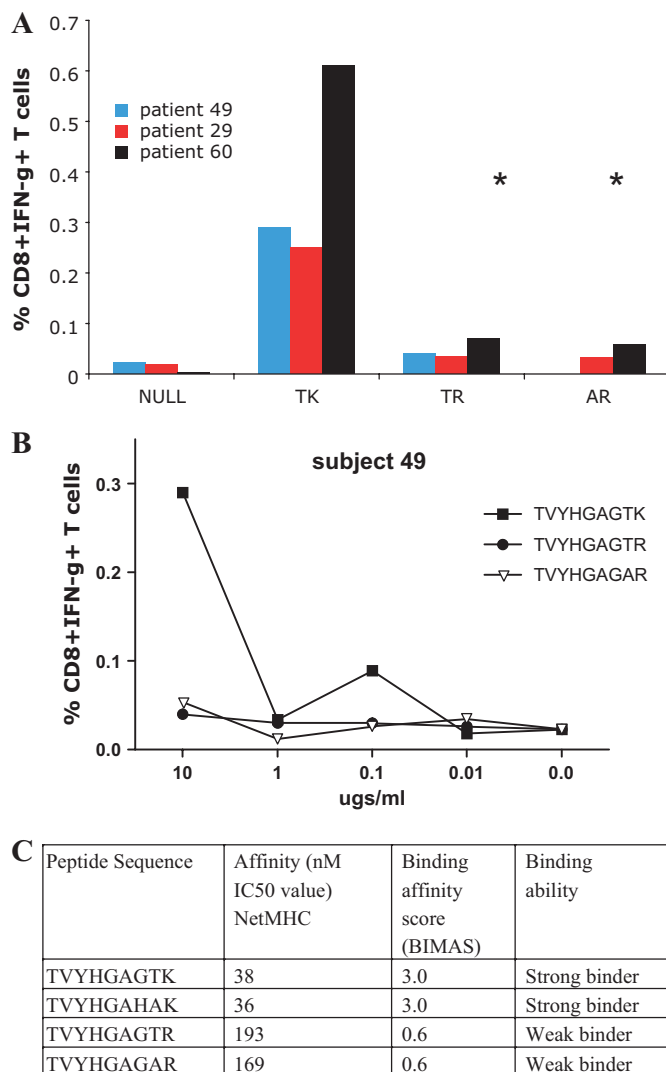 A
% CD8+IFN-g+ T cells
0.7
0.6
0.5
0.4
0.3
0.2
0.1
0
patient 49
patient 29
patient 60
*
*
NULL
TK
TR
AR
B
subject 49
% CD8+IFN-g+ T cells
0.3
0.2
0.1
0.0
TVYHGAGTK
TVYHGAGTR
TVYHGAGAR
10
1
0.1
0.01
0.0
ugs/ml
C
Peptide Sequence
Affinity (nM
IC50 value)
NetMHC
Binding
affinity
score
(BIMAS)
Binding
ability
TVYHGAGTK 38 3.0 Strong binder
TVYHGAHAK 36 3.0 Strong binder
TVYHGAGTR 193 0.6 Weak binder
TVYHGAGAR 169 0.6 Weak binder